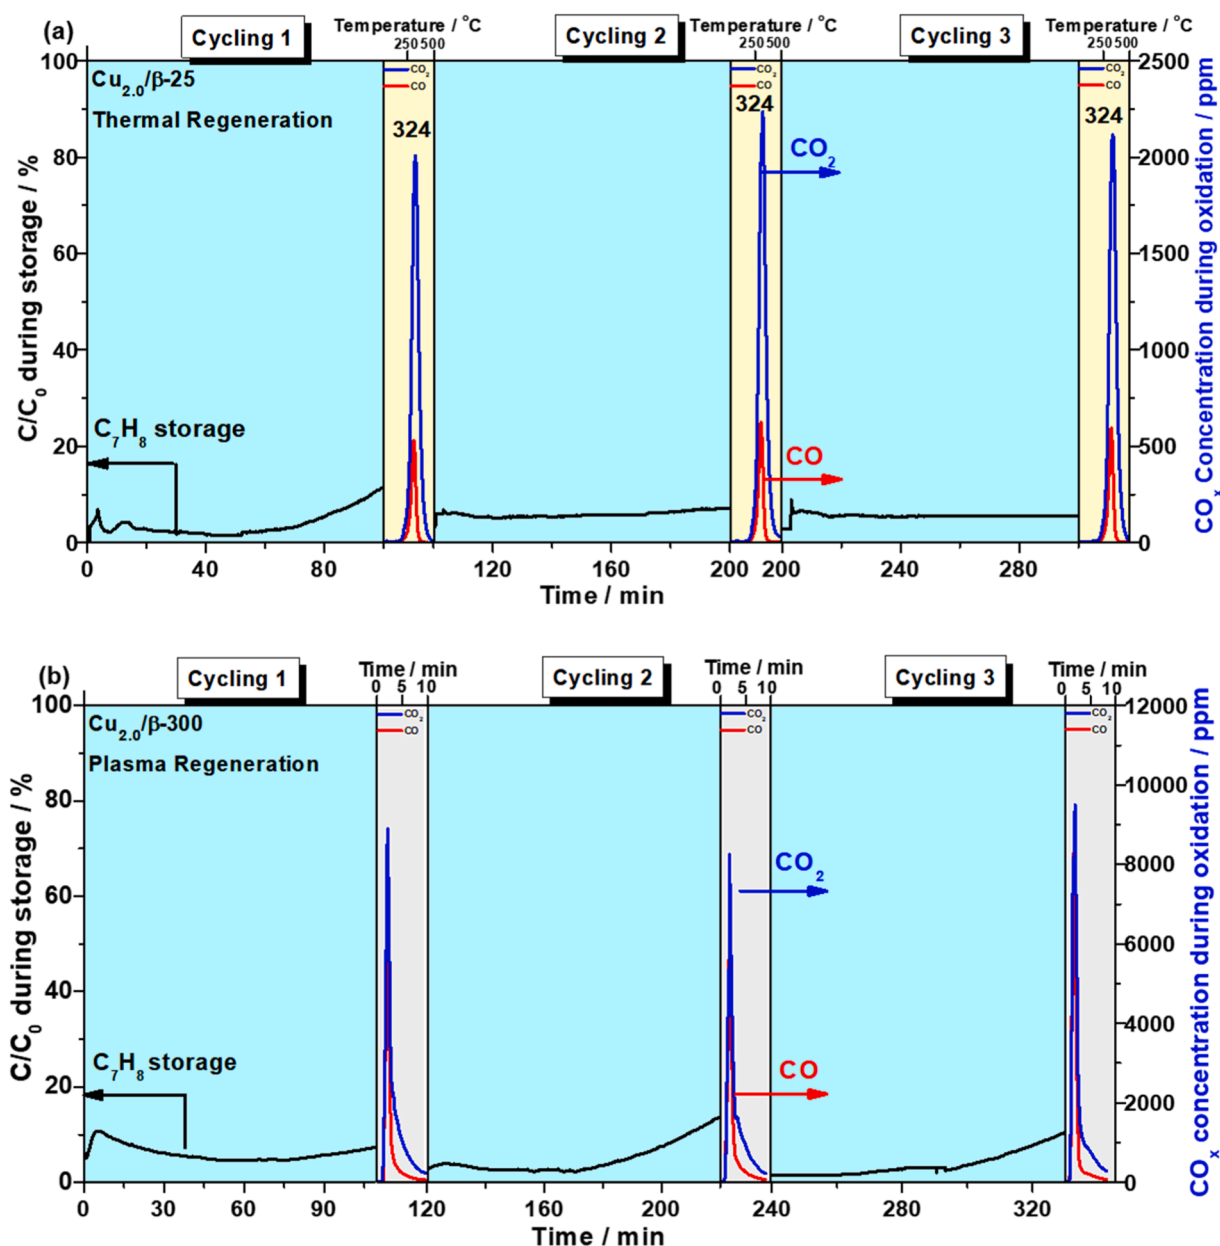 (a)
Cycling 1
Temperature / °C
Cycling 2
Temperature / °C
Cycling 3
Temperature / °C
250 500
250 500
250 500
100
80
60
40
20
0
C/C₀ during storage / %
Cu₂.₀/β-25
Thermal Regeneration
CO₂
CO
324
CO₂
CO
324
CO₂
CO
324
CO₂
CO
C₇H₈ storage
2500
2000
1500
1000
500
0
COₓ Concentration during oxidation / ppm
0 40 80 120 160 200 200 240 280
Time / min
(b)
Cycling 1
Time / min
Cycling 2
Time / min
Cycling 3
Time / min
0 5 10
0 5 10
0 5 10
100
80
60
40
20
0
C/C₀ during storage / %
Cu₂.₀/β-300
Plasma Regeneration
CO₂
CO
CO₂
CO
CO₂
CO
CO₂
CO
C₇H₈ storage
12000
10000
8000
6000
4000
2000
0
COₓ concentration during oxidation / ppm
0 30 60 90 120 160 200 240 280 320
Time / min